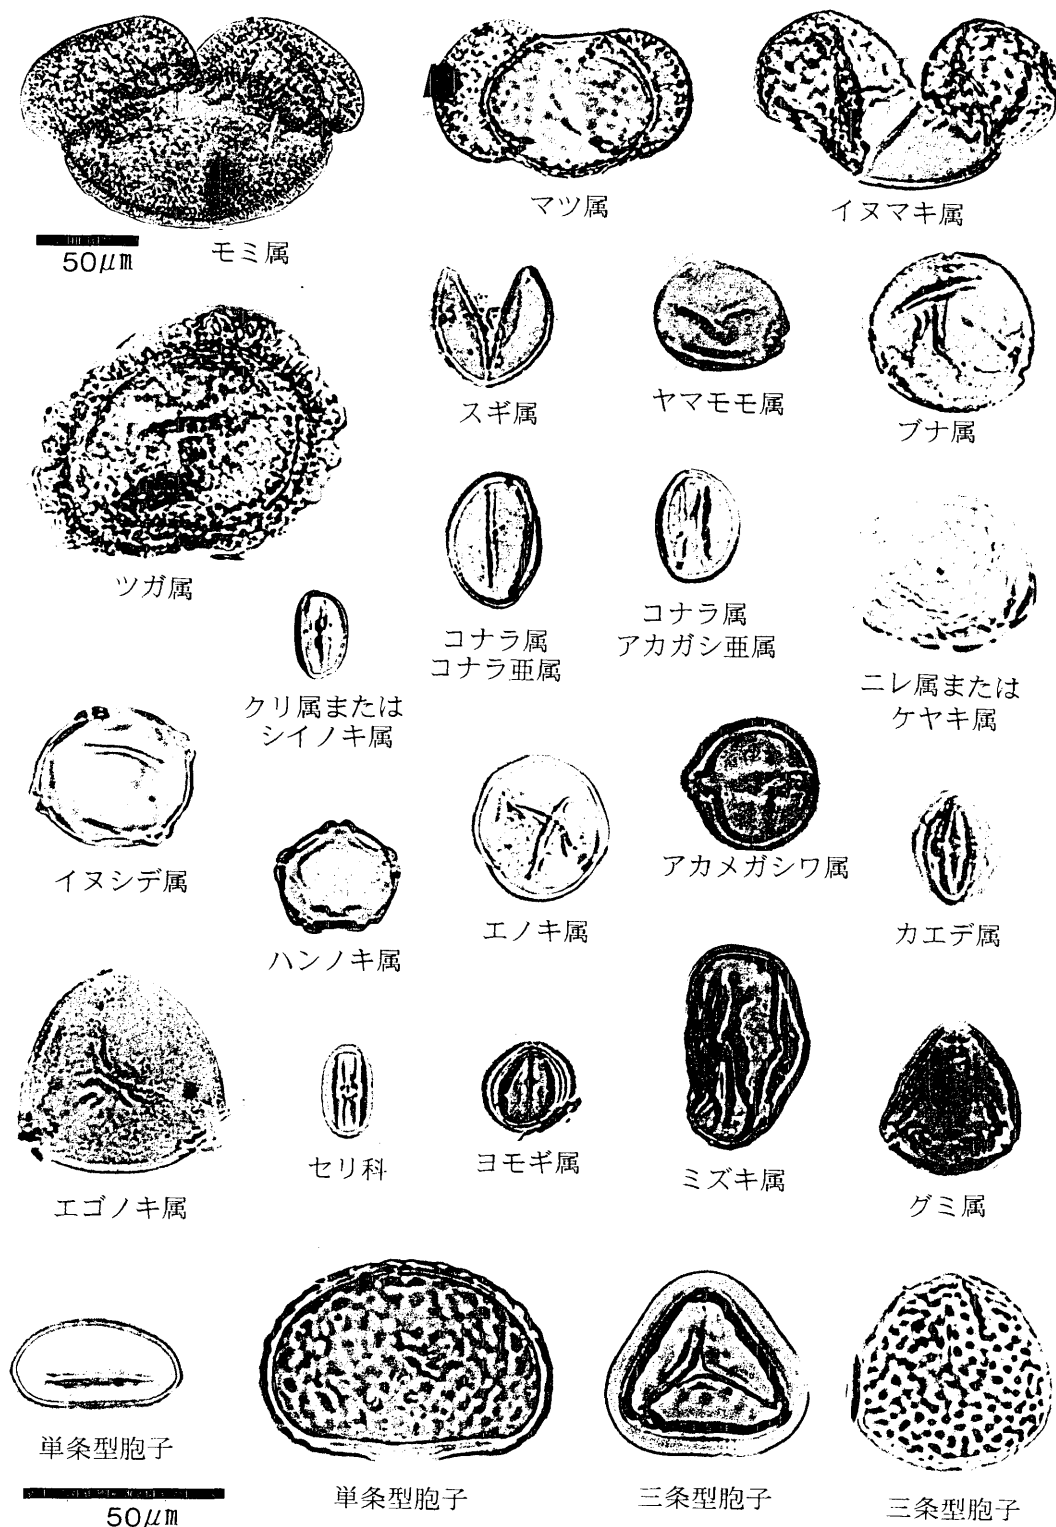 マツ属
イヌマキ属
モミ属
50μm
スギ属
ヤマモモ属
ブナ属
ツガ属
コナラ属
コナラ亜属
コナラ属
アカガシ亜属
ニレ属または
ケヤキ属
クリ属または
シイノキ属
イヌシデ属
ハンノキ属
エノキ属
アカメガシワ属
カエデ属
エゴノキ属
セリ科
ヨモギ属
ミズキ属
グミ属
単条型胞子
50μm
単条型胞子
三条型胞子
三条型胞子